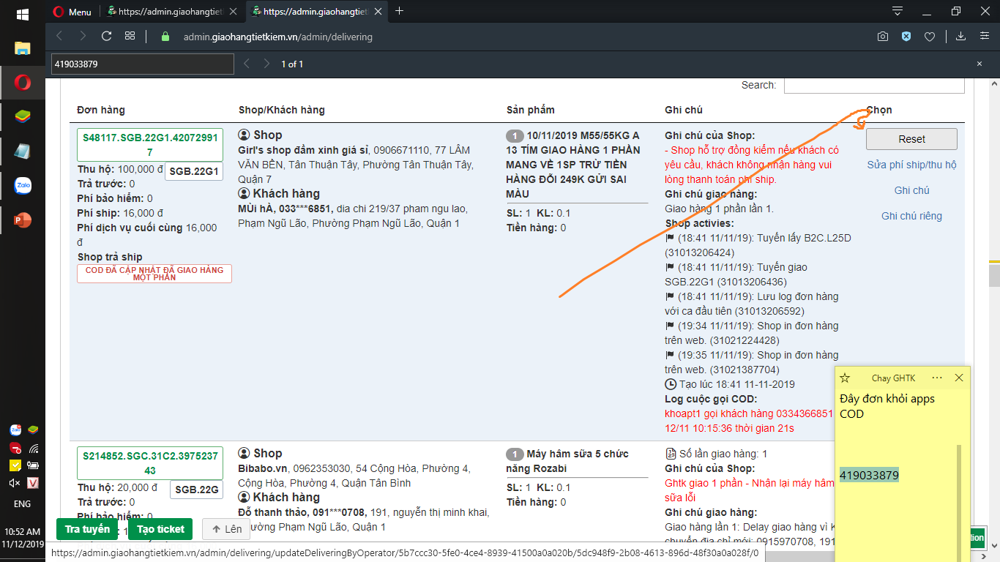 Menu
https://admin.giaohangtietk
https://admin.giaohangtietk
admin.giaohangtietkiem.vn/admin/delivering
419033879
1 of 1
Search:
Đơn hàng
Shop/Khách hàng
Sản phẩm
Ghi chú
Chọn
S48117.SGB.22G1.42072991
7
Thu hộ: 100,000 đ
SGB.22G1
Trả trước: 0
Phí bảo hiểm: 0
Phí ship: 16,000 đ
Phí dịch vụ cuối cùng 16,000
đ
Shop trả ship
COD ĐÃ CẬP NHẬT ĐÃ GIAO HÀNG
MỘT PHẦN
Shop
Girl's shop đầm xinh giá sỉ, 0906671110, 77 LÂM
VĂN BỀN, Tân Thuận Tây, Phường Tân Thuận Tây,
Quận 7
Khách hàng
MÙi hÀ, 033***6851, dia chi 219/37 pham ngu lao,
Phạm Ngũ Lão, Phường Phạm Ngũ Lão, Quận 1
1 10/11/2019 M55/55KG A
13 TÍM GIAO HÀNG 1 PHẦN
MANG VỀ 1SP TRỪ TIỀN
HÀNG ĐỔI 249K GỬI SAI
MÀU
SL: 1 KL: 0.1
Tiền hàng: 0
Ghi chú của Shop:
- Shop hỗ trợ đồng kiểm nếu khách có
yêu cầu, khách không nhận hàng vui
lòng thanh toán phí ship.
Ghi chú giao hàng:
Giao hàng 1 phần lần 1.
Shop activies:
(18:41 11/11/19): Tuyến lấy B2C.L25D
(31013206424)
(18:41 11/11/19): Tuyến giao
SGB.22G1 (31013206436)
(18:41 11/11/19): Lưu log đơn hàng
với ca đầu tiên (31013206592)
(19:34 11/11/19): Shop in đơn hàng
trên web. (31021224428)
(19:35 11/11/19): Shop in đơn hàng
trên web. (31021387704)
Tạo lúc 18:41 11-11-2019
Log cuộc gọi COD:
khoapt1 gọi khách hàng 0334366851
12/11 10:15:36 thời gian 21s
Reset
Sửa phí ship/thu hộ
Ghi chú
Ghi chú riêng
S214852.SGC.31C2.3975237
43
Thu hộ: 20,000 đ
SGB.22G
Trả trước: 0
Phí bảo hiểm: 0
Shop
Bibabo.vn, 0962353030, 54 Cộng Hòa, Phường 4,
Cộng Hòa, Phường 4, Quận Tân Bình
Khách hàng
Đỗ thanh thảo, 091***0708, 191, nguyễn thị minh khai,
Phường Phạm Ngũ Lão, Quận 1
1 Máy hâm sữa 5 chức
năng Rozabi
SL: 1 KL: 0.1
Tiền hàng: 0
Số lần giao hàng: 1
Ghi chú của Shop:
Ghtk giao 1 phần - Nhận lại máy hâm
sữa lỗi
Ghi chú giao hàng:
Giao hàng lần 1: Delay giao hàng vì K
chuyển địa chỉ mới: 0915970708, 191
Tra tuyến
Tạo ticket
Lên
https://admin.giaohangtietkiem.vn/admin/delivering/updateDeliveringByOperator/5b7ccc30-5fe0-4ce4-8939-41500a0a020b/5dc948f9-2b08-4613-896d-48f30a0a028f/0
Chay GHTK
Đây đơn khỏi apps
COD
419033879
Zalo
ENG
10:52 AM
11/12/2019